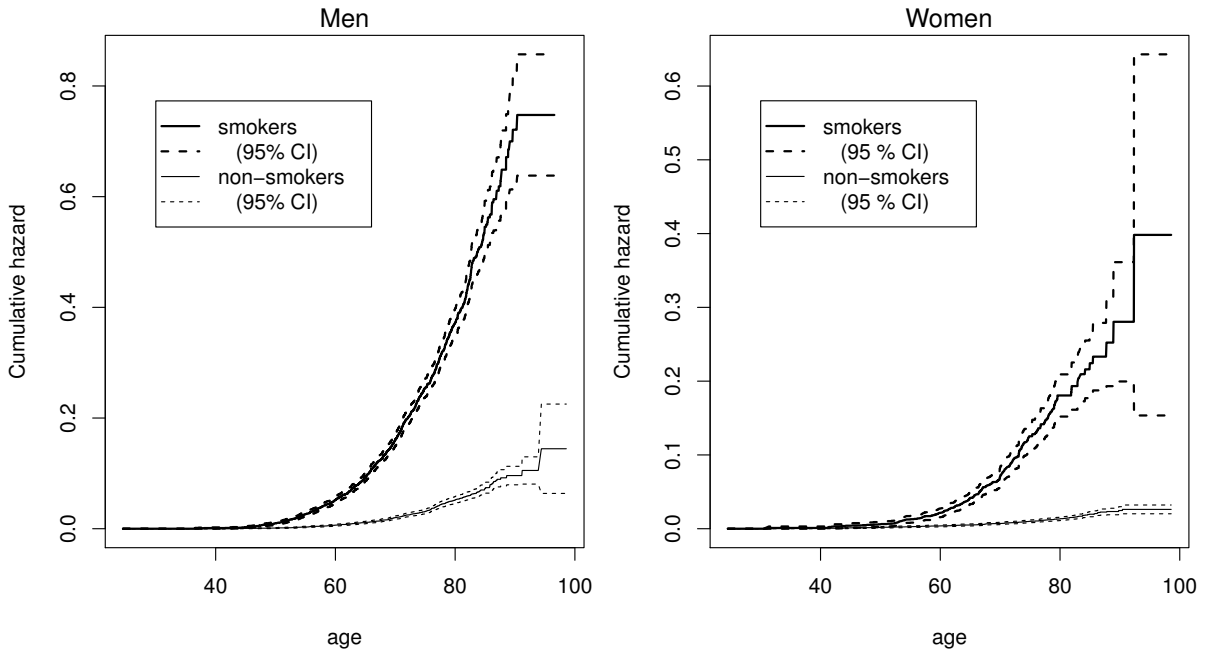 Men
Cumulative hazard
0.8
0.6
0.4
0.2
0.0
smokers
(95% CI)
non−smokers
(95% CI)
40
60
80
100
age
Women
Cumulative hazard
0.6
0.5
0.4
0.3
0.2
0.1
0.0
smokers
(95 % CI)
non−smokers
(95 % CI)
40
60
80
100
age